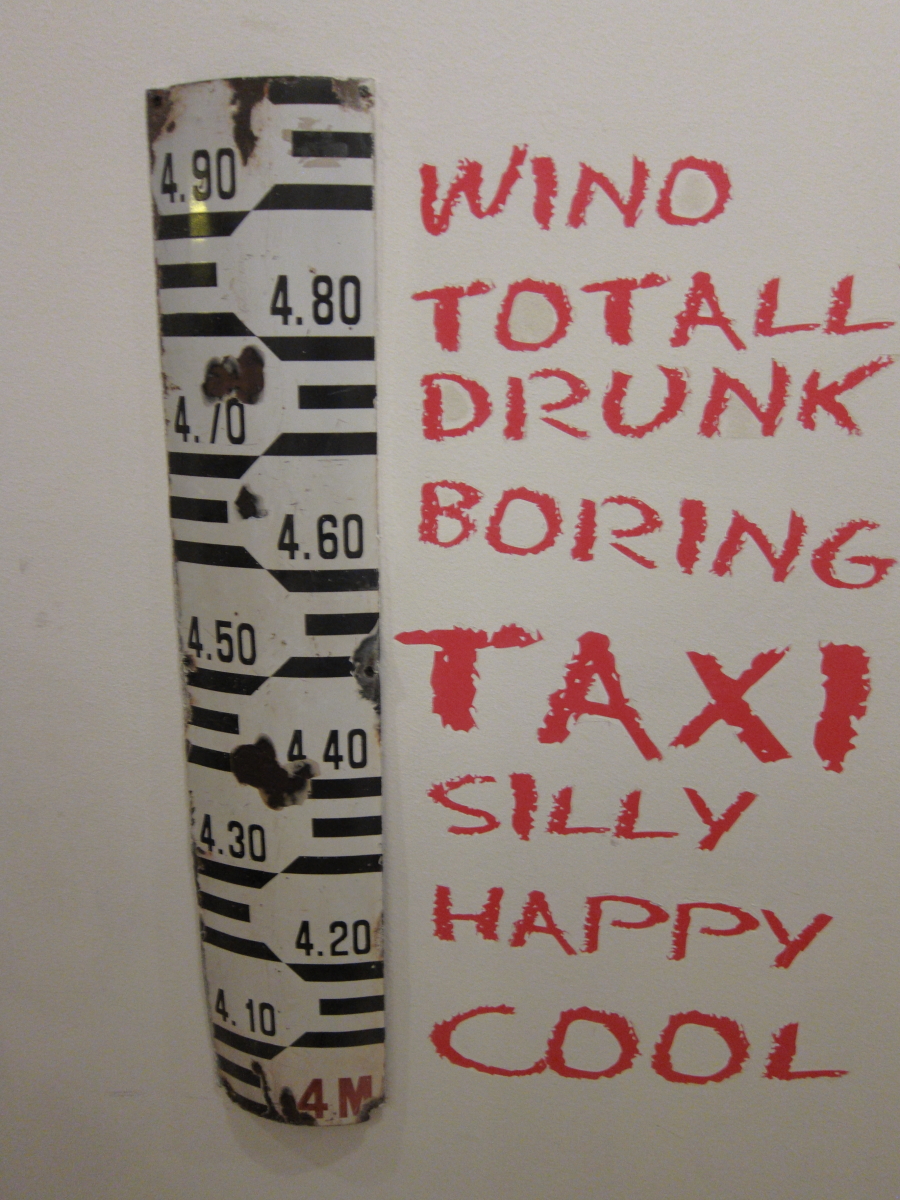 4.90
WINO
4.80
TOTALL
DRUNK
4.70
BORING
4.60
4.50
TAXI
4.40
SILLY
4.30
HAPPY
4.20
4.10
COOL
4 M